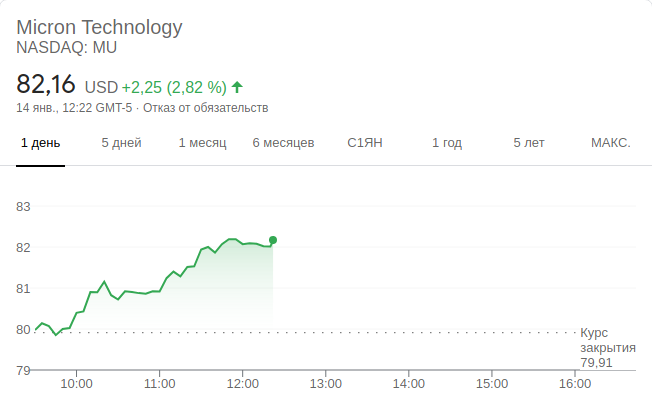 Micron Technology
NASDAQ: MU
82,16 USD +2,25 (2,82 %)
14 янв., 12:22 GMT-5 · Отказ от обязательств
1 день 5 дней 1 месяц 6 месяцев С1ЯН 1 год 5 лет МАКС.
83
82
81
80
79
Курс
закрытия
79,91
10:00 11:00 12:00 13:00 14:00 15:00 16:00